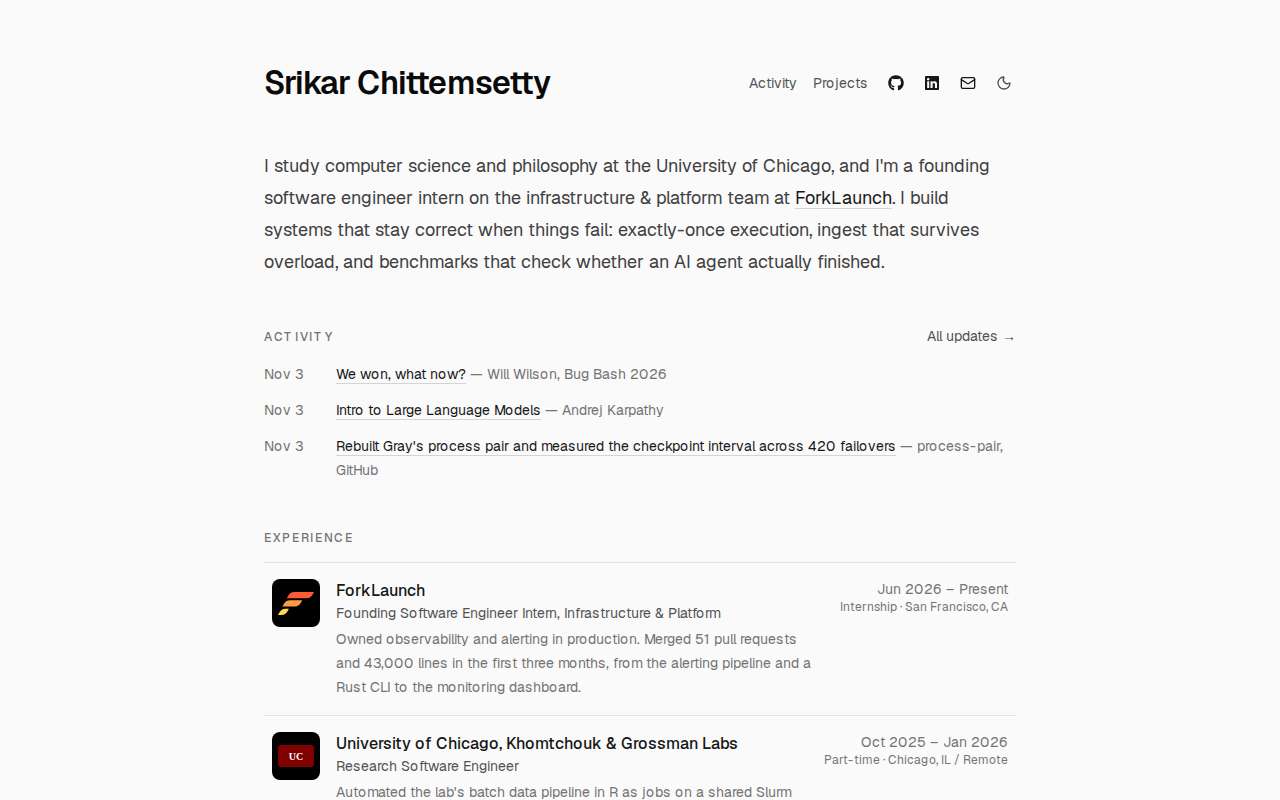 Srikar Chittemsetty
Activity Projects
I study computer science and philosophy at the University of Chicago, and I'm a founding
software engineer intern on the infrastructure & platform team at ForkLaunch. I build
systems that stay correct when things fail: exactly-once execution, ingest that survives
overload, and benchmarks that check whether an AI agent actually finished.
ACTIVITY
All updates →
Nov 3 We won, what now? — Will Wilson, Bug Bash 2026
Nov 3 Intro to Large Language Models — Andrej Karpathy
Nov 3 Rebuilt Gray's process pair and measured the checkpoint interval across 420 failovers — process-pair,
GitHub
EXPERIENCE
ForkLaunch
Jun 2026 – Present
Founding Software Engineer Intern, Infrastructure & Platform
Internship · San Francisco, CA
Owned observability and alerting in production. Merged 51 pull requests
and 43,000 lines in the first three months, from the alerting pipeline and a
Rust CLI to the monitoring dashboard.
UC
University of Chicago, Khomtchouk & Grossman Labs
Oct 2025 – Jan 2026
Research Software Engineer
Part-time · Chicago, IL / Remote
Automated the lab's batch data pipeline in R as jobs on a shared Slurm